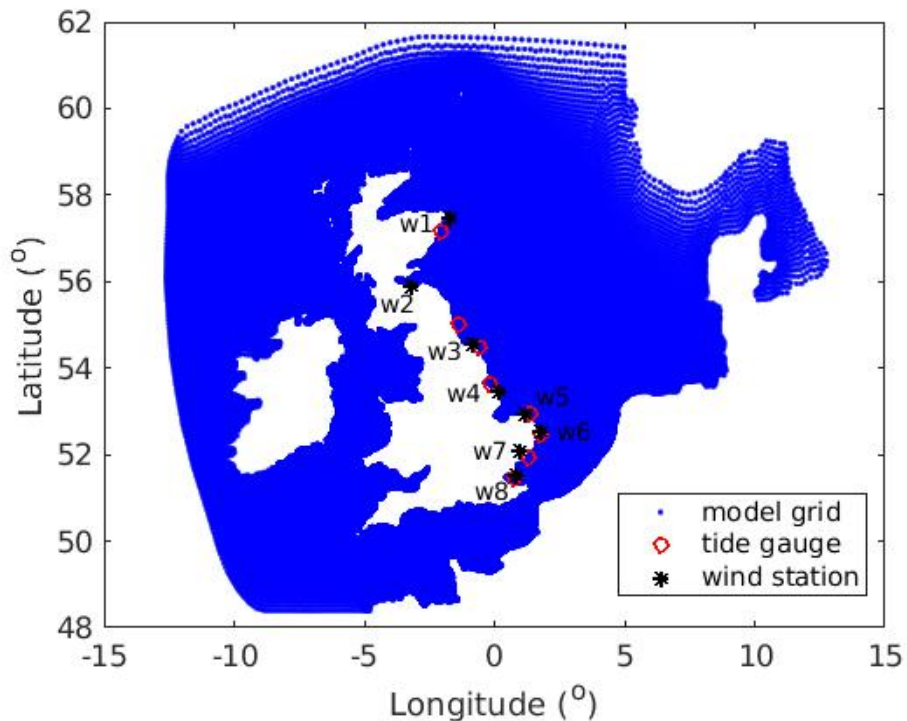 62
60
58
56
54
52
50
48
-15
-10
-5
0
5
10
15
Latitude (°)
Longitude (°)
w1
w2
w3
w4
w5
w6
w7
w8
model grid
tide gauge
wind station